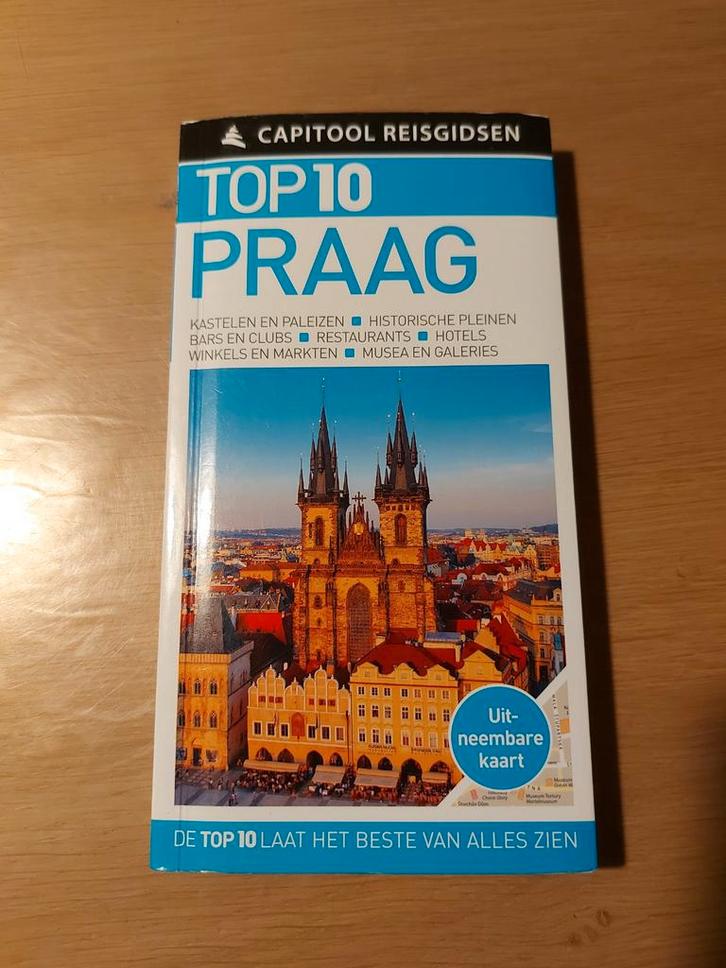 CAPITOOL REISGIDSEN
TOP 10
PRAAG
KASTELEN EN PALEIZEN ■ HISTORISCHE PLEINEN
BARS EN CLUBS ■ RESTAURANTS ■ HOTELS
WINKELS EN MARKTEN ■ MUSEA EN GALERIES
Uit-
neembare
kaart
DE TOP 10 LAAT HET BESTE VAN ALLES ZIEN